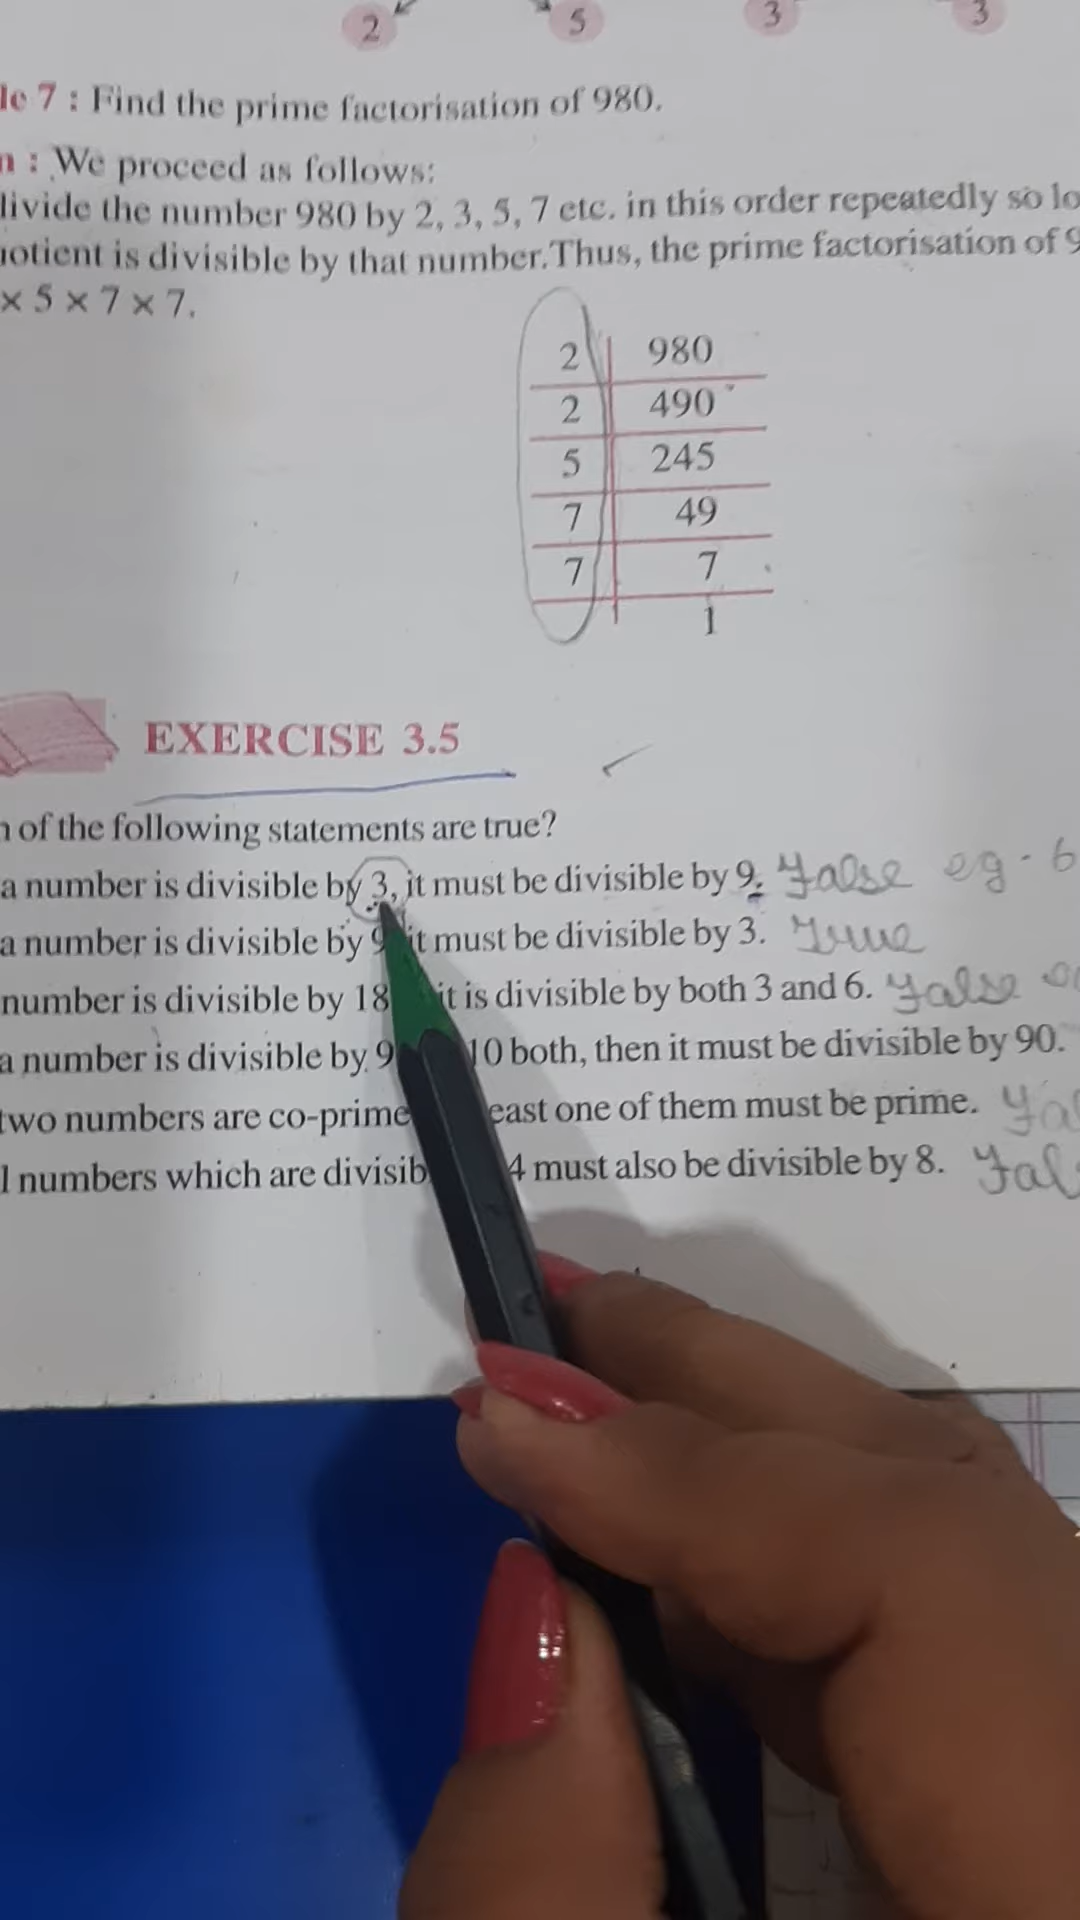 2 5 3 3
le 7 : Find the prime factorisation of 980.
n : We proceed as follows:
divide the number 980 by 2, 3, 5, 7 etc. in this order repeatedly so lo
uotient is divisible by that number.Thus, the prime factorisation of 9
× 5 × 7 × 7.
2 980
2 490
5 245
7 49
7 7
1
EXERCISE 3.5
of the following statements are true?
a number is divisible by 3, it must be divisible by 9. False eg - 6
a number is divisible by 9 it must be divisible by 3. True
number is divisible by 18 it is divisible by both 3 and 6. False
a number is divisible by 9 10 both, then it must be divisible by 90.
two numbers are co-prime east one of them must be prime. Fal
l numbers which are divisib 4 must also be divisible by 8. Fal